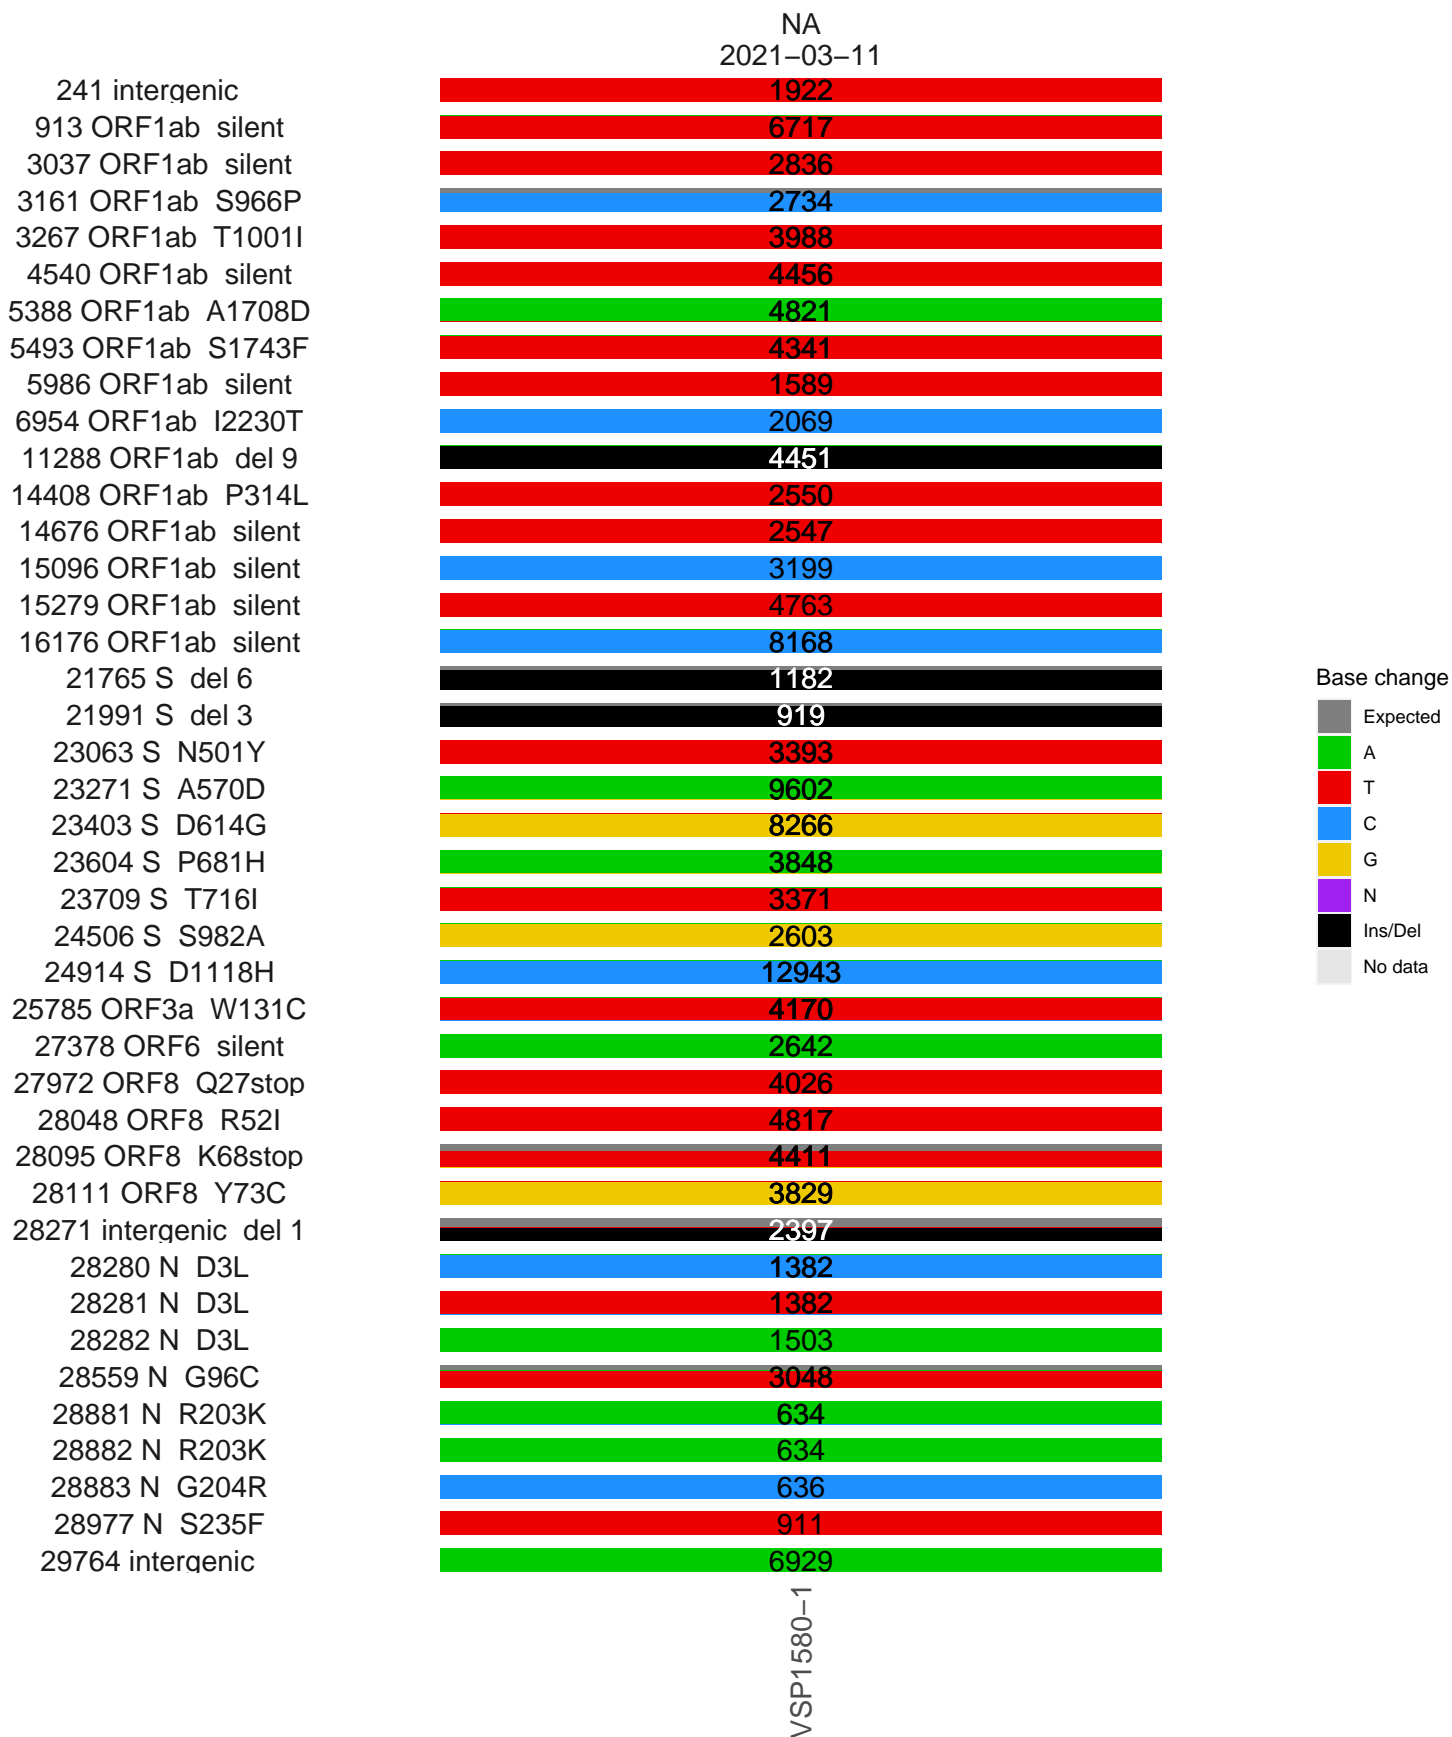 NA
2021−03−11
241 intergenic 1922
913 ORF1ab silent 6717
3037 ORF1ab silent 2836
3161 ORF1ab S966P 2734
3267 ORF1ab T1001I 3988
4540 ORF1ab silent 4456
5388 ORF1ab A1708D 4821
5493 ORF1ab S1743F 4341
5986 ORF1ab silent 1589
6954 ORF1ab I2230T 2069
11288 ORF1ab del 9 4451
14408 ORF1ab P314L 2550
14676 ORF1ab silent 2547
15096 ORF1ab silent 3199
15279 ORF1ab silent 4763
16176 ORF1ab silent 8168
21765 S del 6 1182
21991 S del 3 919
23063 S N501Y 3393
23271 S A570D 9602
23403 S D614G 8266
23604 S P681H 3848
23709 S T716I 3371
24506 S S982A 2603
24914 S D1118H 12943
25785 ORF3a W131C 4170
27378 ORF6 silent 2642
27972 ORF8 Q27stop 4026
28048 ORF8 R52I 4817
28095 ORF8 K68stop 4411
28111 ORF8 Y73C 3829
28271 intergenic del 1 2397
28280 N D3L 1382
28281 N D3L 1382
28282 N D3L 1503
28559 N G96C 3048
28881 N R203K 634
28882 N R203K 634
28883 N G204R 636
28977 N S235F 911
29764 intergenic 6929
VSP1580−1
Base change
Expected
A
T
C
G
N
Ins/Del
No data